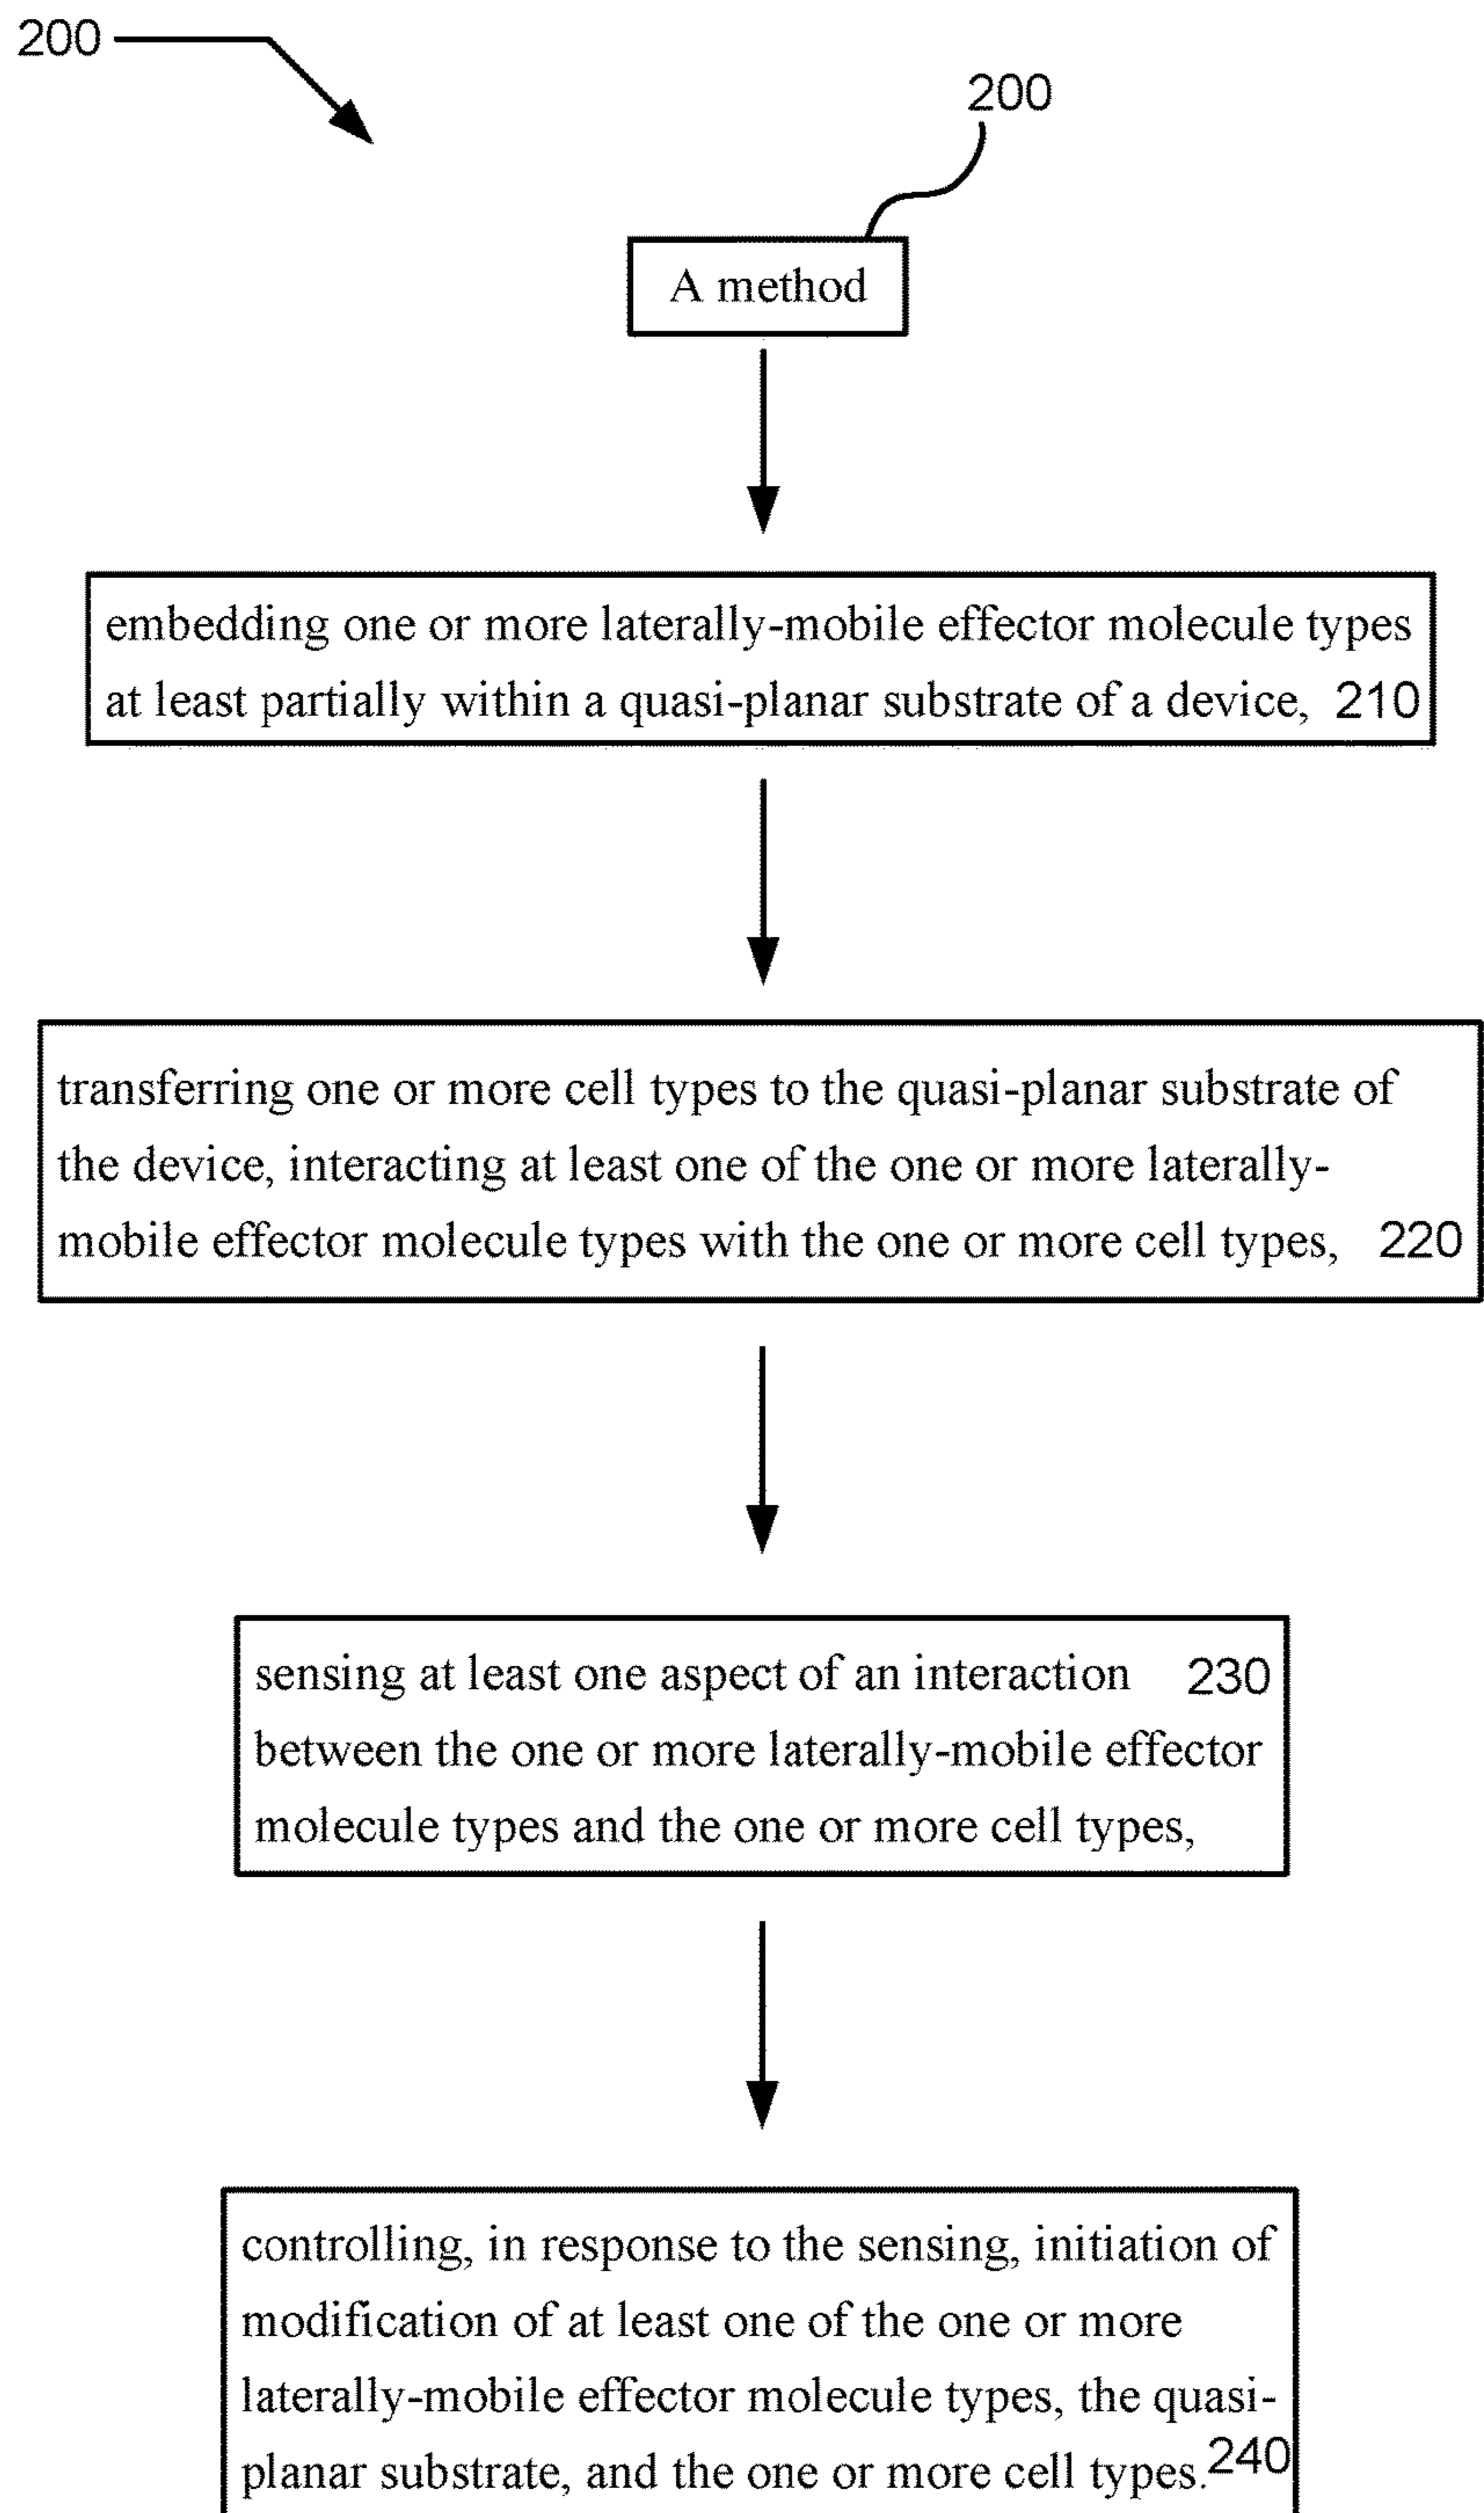 200
200
A method
embedding one or more laterally-mobile effector molecule types
at least partially within a quasi-planar substrate of a device, 210
transferring one or more cell types to the quasi-planar substrate of
the device, interacting at least one of the one or more laterally-
mobile effector molecule types with the one or more cell types, 220
sensing at least one aspect of an interaction 230
between the one or more laterally-mobile effector
molecule types and the one or more cell types,
controlling, in response to the sensing, initiation of
modification of at least one of the one or more
laterally-mobile effector molecule types, the quasi-
planar substrate, and the one or more cell types. 240